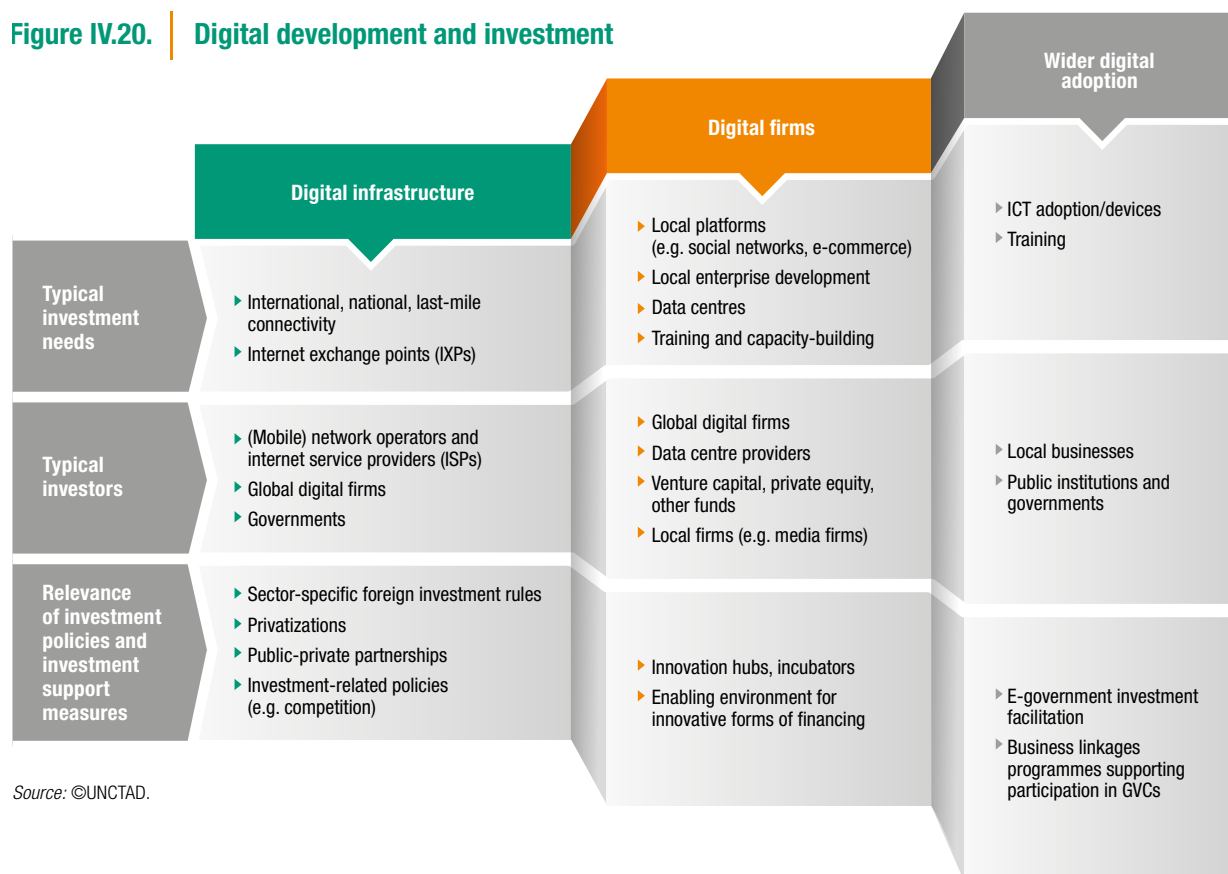 Figure IV.20.
Digital development and investment
Digital infrastructure
Digital firms
Wider digital
adoption
Typical
investment
needs
International, national, last-mile
connectivity
Internet exchange points (IXPs)
Local platforms
(e.g. social networks, e-commerce)
Local enterprise development
Data centres
Training and capacity-building
ICT adoption/devices
Training
Typical
investors
(Mobile) network operators and
internet service providers (ISPs)
Global digital firms
Governments
Global digital firms
Data centre providers
Venture capital, private equity,
other funds
Local firms (e.g. media firms)
Local businesses
Public institutions and
governments
Relevance
of investment
policies and
investment
support
measures
Sector-specific foreign investment rules
Privatizations
Public-private partnerships
Investment-related policies
(e.g. competition)
Innovation hubs, incubators
Enabling environment for
innovative forms of financing
E-government investment
facilitation
Business linkages
programmes supporting
participation in GVCs
Source: ©UNCTAD.